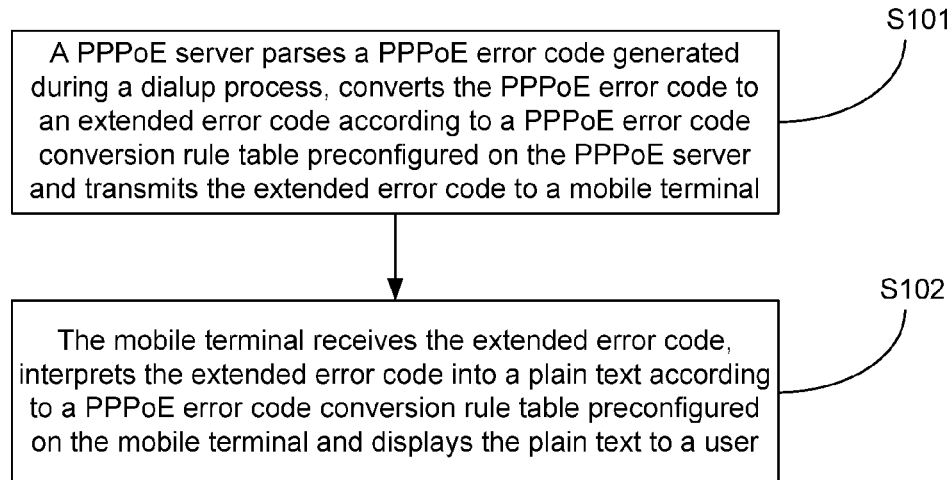 S101
A PPPoE server parses a PPPoE error code generated
during a dialup process, converts the PPPoE error code to
an extended error code according to a PPPoE error code
conversion rule table preconfigured on the PPPoE server
and transmits the extended error code to a mobile terminal
S102
The mobile terminal receives the extended error code,
interprets the extended error code into a plain text according
to a PPPoE error code conversion rule table preconfigured
on the mobile terminal and displays the plain text to a user